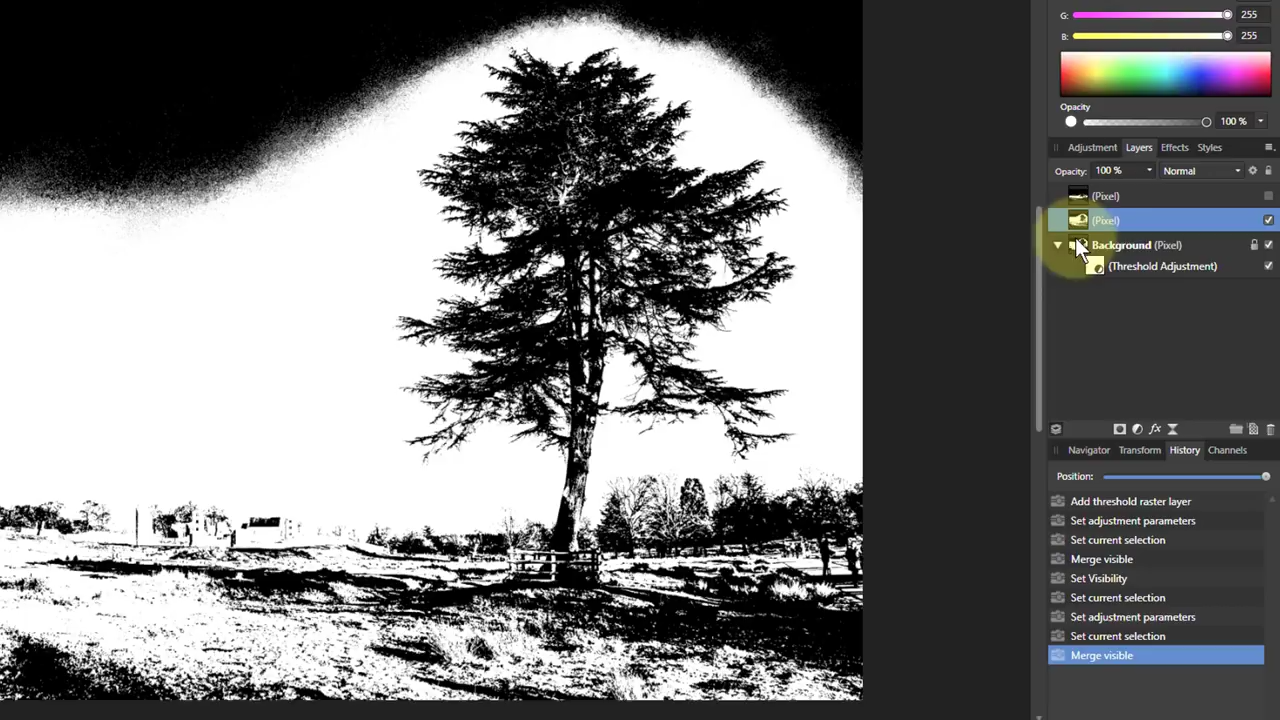 G: 255
B: 255
Opacity
100 %
Adjustment Layers Effects Styles
Opacity: 100 % Normal
(Pixel)
(Pixel)
Background (Pixel)
(Threshold Adjustment)
fx
Navigator Transform History Channels
Position:
Add threshold raster layer
Set adjustment parameters
Set current selection
Merge visible
Set Visibility
Set current selection
Set adjustment parameters
Set current selection
Merge visible